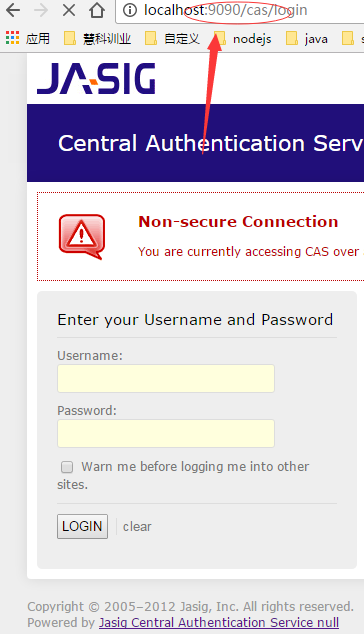 localhost:9090/cas/login
应用 慧科训业 自定义 nodejs java s
JASIG
Central Authentication Serv
Non-secure Connection
You are currently accessing CAS over
Enter your Username and Password
Username:
Password:
Warn me before logging me into other
sites.
LOGIN clear
Copyright © 2005–2012 Jasig, Inc. All rights reserved.
Powered by Jasig Central Authentication Service null